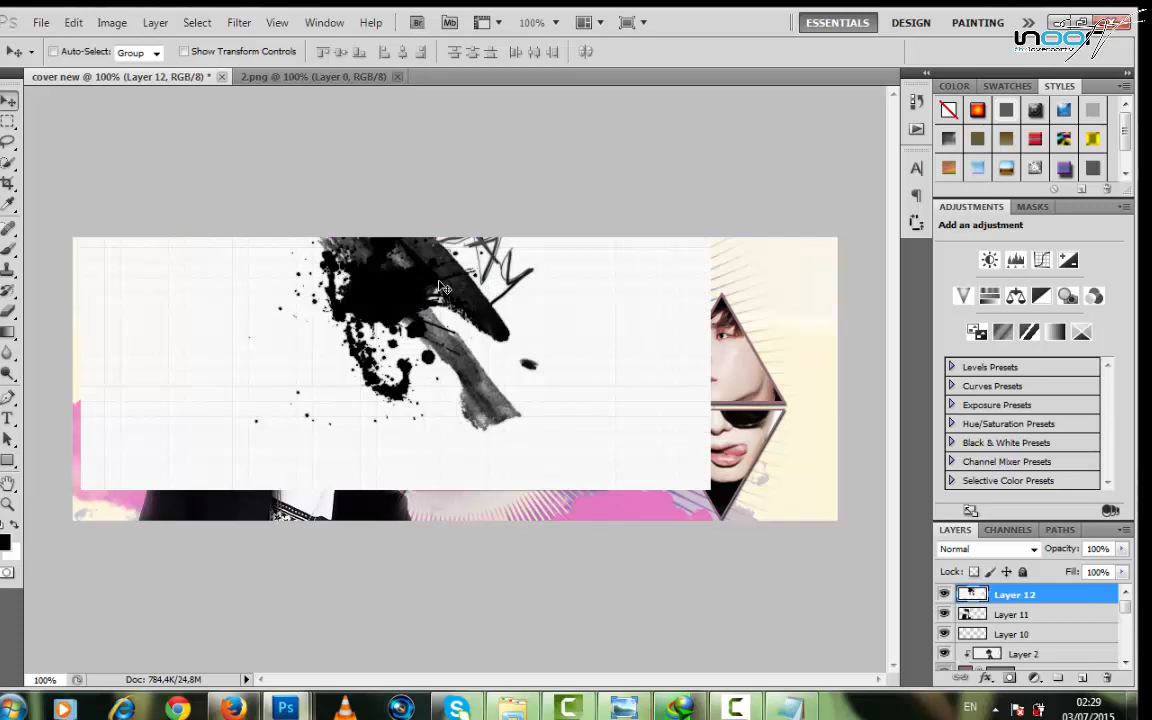 File Edit Image Layer Select Filter View Window Help Br Mb 100% ESSENTIALS DESIGN PAINTING
Auto-Select: Group Show Transform Controls
cover new @ 100% (Layer 12, RGB/8) * 2.png @ 100% (Layer 0, RGB/8)
COLOR SWATCHES STYLES
ADJUSTMENTS MASKS
Add an adjustment
Levels Presets
Curves Presets
Exposure Presets
Hue/Saturation Presets
Black & White Presets
Channel Mixer Presets
Selective Color Presets
LAYERS CHANNELS PATHS
Normal Opacity: 100%
Lock: Fill: 100%
Layer 12
Layer 11
Layer 10
Layer 2
100% Doc: 784,4K/24,8M
EN 02:29
03/07/2015